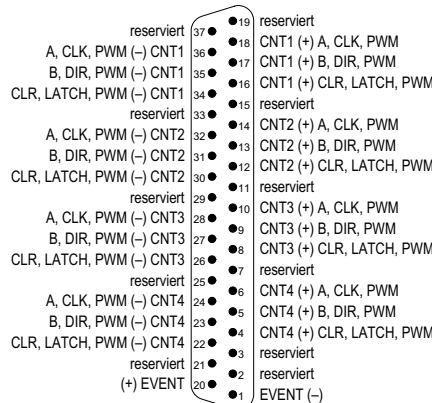 reserviert 37
A, CLK, PWM (–) CNT1 36
B, DIR, PWM (–) CNT1 35
CLR, LATCH, PWM (–) CNT1 34
reserviert 33
A, CLK, PWM (–) CNT2 32
B, DIR, PWM (–) CNT2 31
CLR, LATCH, PWM (–) CNT2 30
reserviert 29
A, CLK, PWM (–) CNT3 28
B, DIR, PWM (–) CNT3 27
CLR, LATCH, PWM (–) CNT3 26
reserviert 25
A, CLK, PWM (–) CNT4 24
B, DIR, PWM (–) CNT4 23
CLR, LATCH, PWM (–) CNT4 22
reserviert 21
(+) EVENT 20
19 reserviert
18 CNT1 (+) A, CLK, PWM
17 CNT1 (+) B, DIR, PWM
16 CNT1 (+) CLR, LATCH, PWM
15 reserviert
14 CNT2 (+) A, CLK, PWM
13 CNT2 (+) B, DIR, PWM
12 CNT2 (+) CLR, LATCH, PWM
11 reserviert
10 CNT3 (+) A, CLK, PWM
9 CNT3 (+) B, DIR, PWM
8 CNT3 (+) CLR, LATCH, PWM
7 reserviert
6 CNT4 (+) A, CLK, PWM
5 CNT4 (+) B, DIR, PWM
4 CNT4 (+) CLR, LATCH, PWM
3 reserviert
2 reserviert
1 EVENT (–)